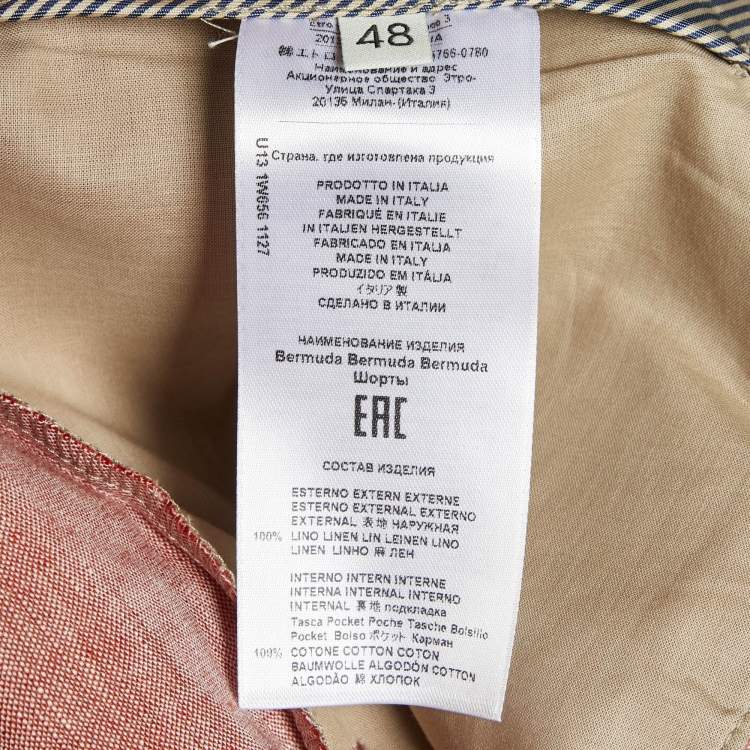 48
5766-0780
Наименование и адрес
Акционерное общество Этро-
Улица Спартака 3
20135 Милан-(Италия)
U13 1W656 1127
Страна, где изготовлена продукция
PRODOTTO IN ITALIA
MADE IN ITALY
FABRIQUÉ EN ITALIE
IN ITALIEN HERGESTELLT
FABRICADO EN ITALIA
MADE IN ITALY
PRODUZIDO EM ITÁLIA
イタリア製
СДЕЛАНО В ИТАЛИИ
НАИМЕНОВАНИЕ ИЗДЕЛИЯ
Bermuda Bermuda Bermuda
Шорты
EAC
СОСТАВ ИЗДЕЛИЯ
ESTERNO EXTERN EXTERNE
ESTERNO EXTERNAL EXTERNO
EXTERNAL 表地 НАРУЖНАЯ
100% LINO LINEN LIN LEINEN LINO
LINEN LINHO 麻 ЛЕН
INTERNO INTERN INTERNE
INTERNA INTERNAL INTERNO
INTERNAL 裏地 подкладка
Tasca Pocket Poche Tasche Bolsilio
Pocket Bolso ポケット Карман
100% COTONE COTTON COTON
BAUMWOLLE ALGODÓN COTTON
ALGODÃO 綿 ХЛОПОК